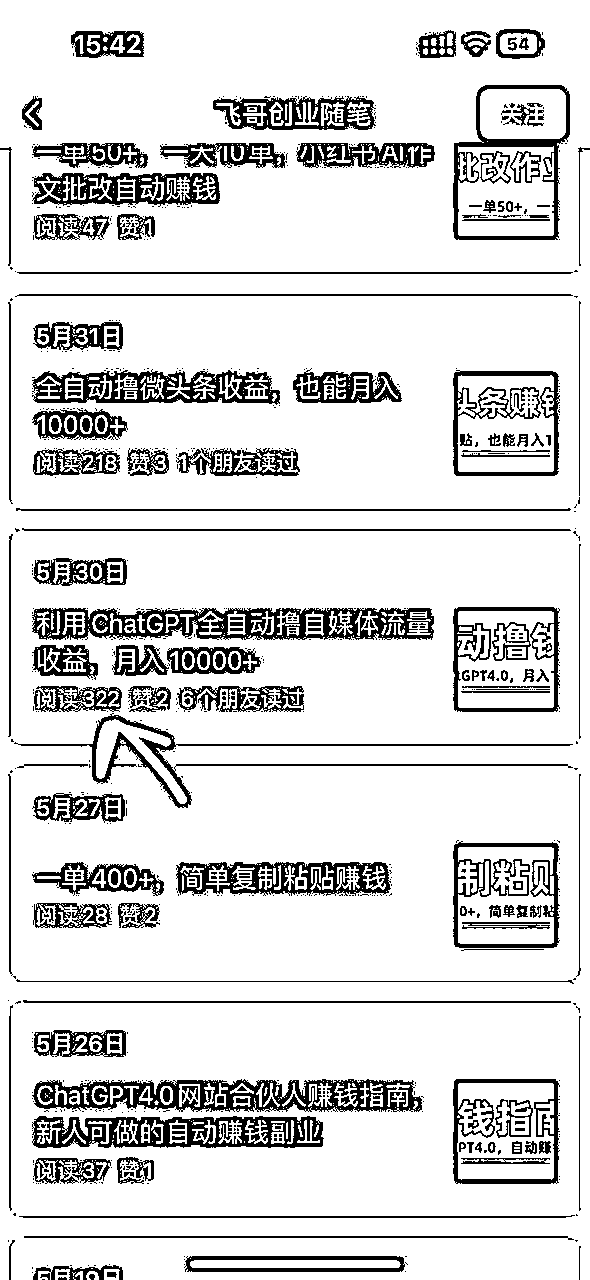 15:42
54
飞哥创业随笔
关注
一单50+，一天10单，小红书AI作
文批改自动赚钱
阅读47 赞1
批改作业
一单50+，一
5月31日
全自动撸微头条收益，也能月入
10000+
阅读218 赞3 1个朋友读过
头条赚钱
贴，也能月入1
5月30日
利用ChatGPT全自动撸自媒体流量
收益，月入10000+
阅读322 赞2 6个朋友读过
动撸钱
GPT4.0，月入
5月27日
一单400+，简单复制粘贴赚钱
阅读28 赞2
制粘贴
0+，简单复制粘
5月26日
ChatGPT4.0网站合伙人赚钱指南，
新人可做的自动赚钱副业
阅读37 赞1
钱指南
PT4.0，自动赚
5月19日